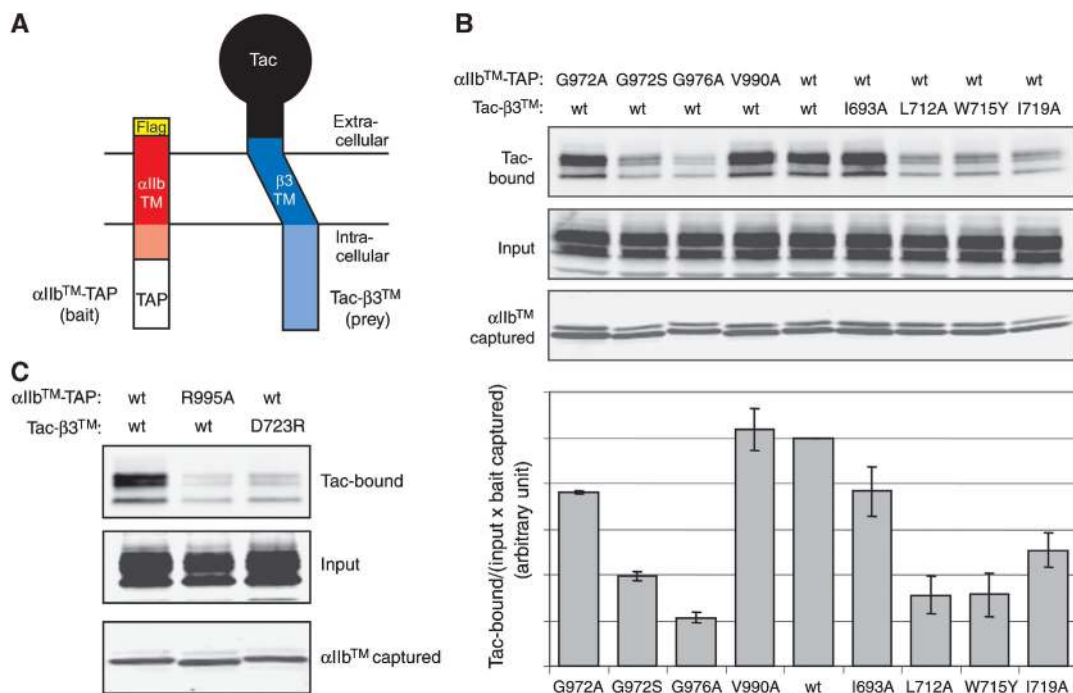 A
Tac
Flag
αIIb
TM
TAP
β3
TM
Extra-
cellular
Intra-
cellular
αIIbTM-TAP
(bait)
Tac-β3TM
(prey)
B
αIIbTM-TAP: G972A G972S G976A V990A wt wt wt wt wt
Tac-β3TM: wt wt wt wt wt I693A L712A W715Y I719A
Tac-
bound
Input
αIIbTM
captured
Tac-bound/(input x bait captured)
(arbitrary unit)
G972A G972S G976A V990A wt I693A L712A W715Y I719A
C
αIIbTM-TAP: wt R995A wt
Tac-β3TM: wt wt D723R
Tac-bound
Input
αIIbTM captured